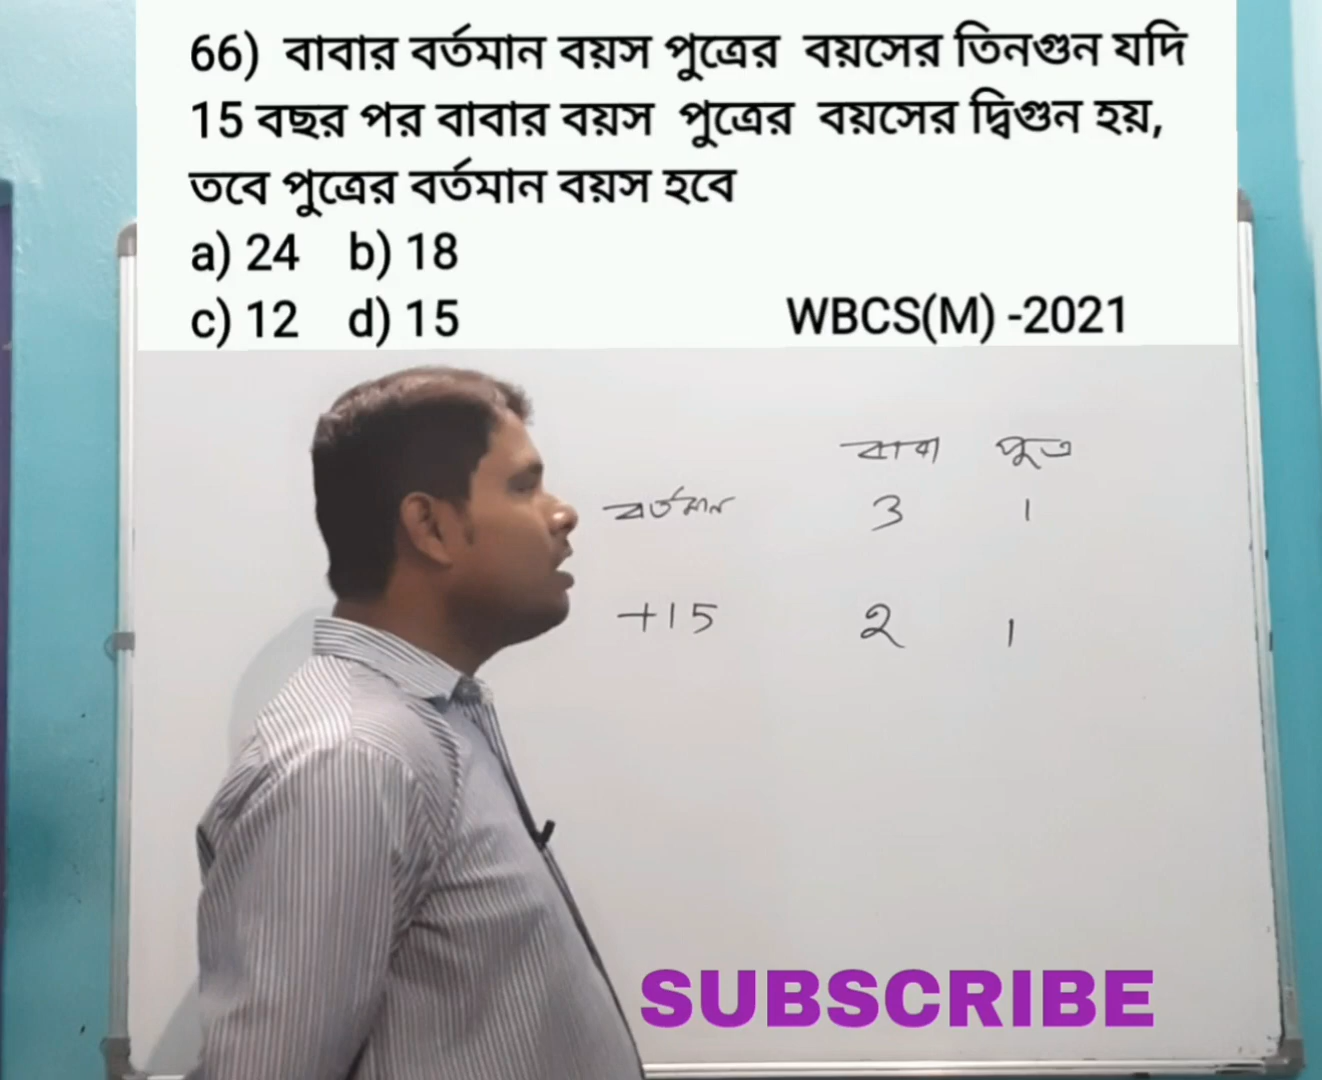 66) বাবার বর্তমান বয়স পুত্রের বয়সের তিনগুন যদি
15 বছর পর বাবার বয়স পুত্রের বয়সের দ্বিগুন হয়,
তবে পুত্রের বর্তমান বয়স হবে
a) 24 b) 18
c) 12 d) 15 WBCS(M) -2021
বাবা পুত্র
বর্তমান 3 1
+15 2 1
SUBSCRIBE